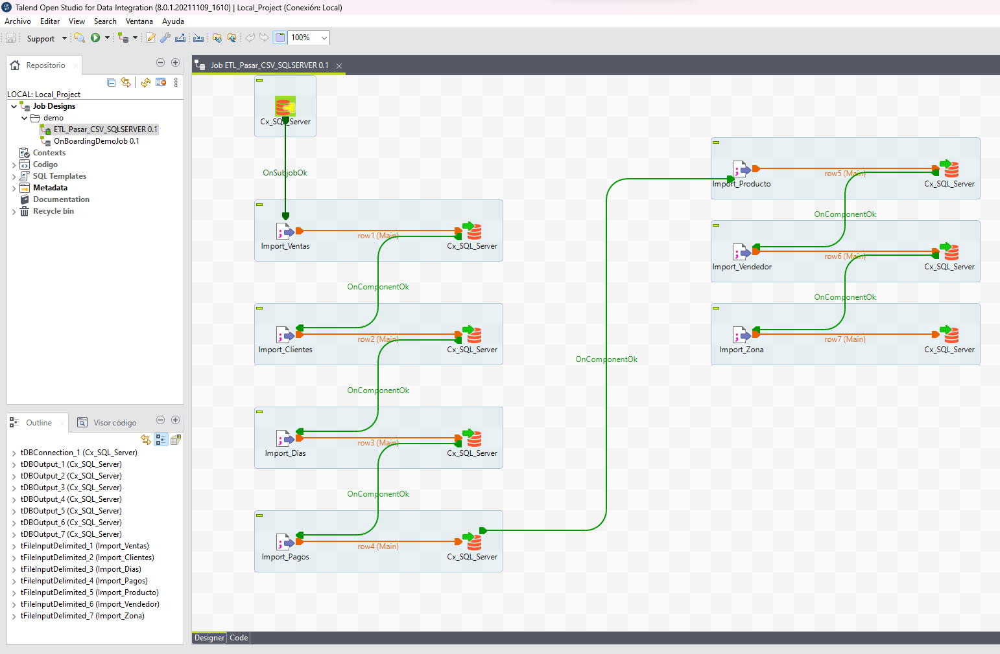 Talend Open Studio for Data Integration (8.0.1.20211109_1610) | Local_Project (Conexión: Local)
Archivo Editar View Search Ventana Ayuda
Support 100%
Repositorio
LOCAL: Local_Project
Job Designs
demo
ETL_Pasar_CSV_SQLSERVER 0.1
OnBoardingDemoJob 0.1
Contexts
Codigo
SQL Templates
Metadata
Documentation
Recycle bin
Outline Visor código
tDBConnection_1 (Cx_SQL_Server)
tDBOutput_1 (Cx_SQL_Server)
tDBOutput_2 (Cx_SQL_Server)
tDBOutput_3 (Cx_SQL_Server)
tDBOutput_4 (Cx_SQL_Server)
tDBOutput_5 (Cx_SQL_Server)
tDBOutput_6 (Cx_SQL_Server)
tDBOutput_7 (Cx_SQL_Server)
tFileInputDelimited_1 (Import_Ventas)
tFileInputDelimited_2 (Import_Clientes)
tFileInputDelimited_3 (Import_Dias)
tFileInputDelimited_4 (Import_Pagos)
tFileInputDelimited_5 (Import_Producto)
tFileInputDelimited_6 (Import_Vendedor)
tFileInputDelimited_7 (Import_Zona)
Job ETL_Pasar_CSV_SQLSERVER 0.1
Cx_SQL_Server
OnSubjobOk
row1 (Main)
Import_Ventas Cx_SQL_Server
OnComponentOk
row2 (Main)
Import_Clientes Cx_SQL_Server
OnComponentOk
row3 (Main)
Import_Dias Cx_SQL_Server
OnComponentOk
row4 (Main)
Import_Pagos Cx_SQL_Server
OnComponentOk
row5 (Main)
Import_Producto Cx_SQL_Server
OnComponentOk
row6 (Main)
Import_Vendedor Cx_SQL_Server
OnComponentOk
row7 (Main)
Import_Zona Cx_SQL_Server
Designer Code